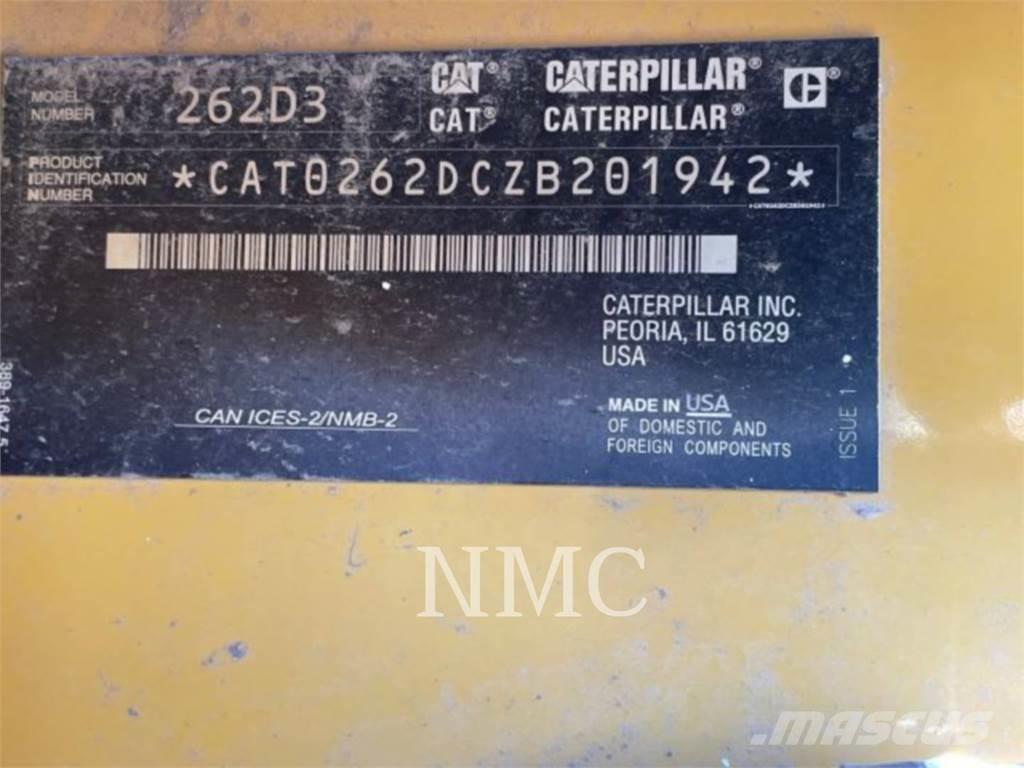 MODEL NUMBER 262D3
CAT® CATERPILLAR® C®
CAT® CATERPILLAR®
PRODUCT IDENTIFICATION NUMBER *CAT0262DCZB201942*
CATERPILLAR INC.
PEORIA, IL 61629
USA
CAN ICES-2/NMB-2
MADE IN USA
OF DOMESTIC AND
FOREIGN COMPONENTS
ISSUE 1
NMC
MASCUS